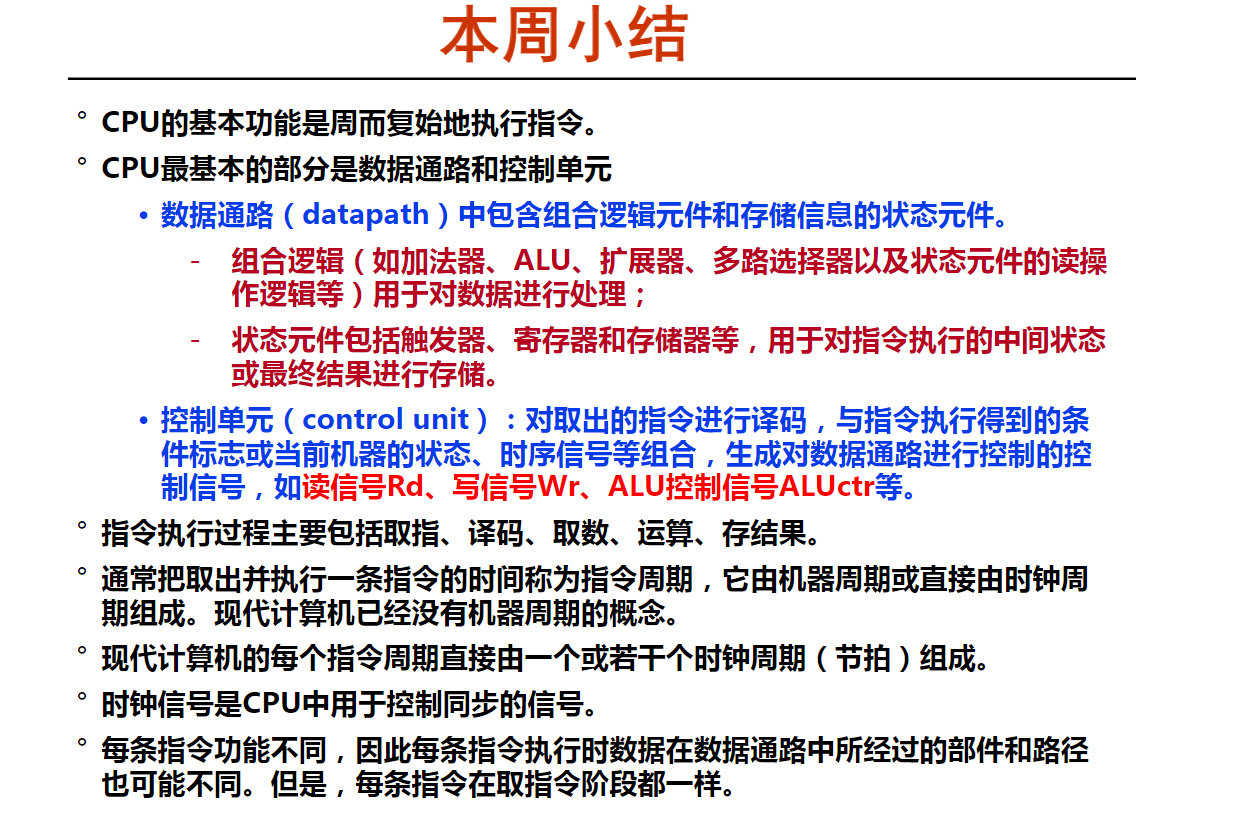 本周小结
° CPU的基本功能是周而复始地执行指令。
° CPU最基本的部分是数据通路和控制单元
• 数据通路（datapath）中包含组合逻辑元件和存储信息的状态元件。
- 组合逻辑（如加法器、ALU、扩展器、多路选择器以及状态元件的读操
作逻辑等）用于对数据进行处理；
- 状态元件包括触发器、寄存器和存储器等，用于对指令执行的中间状态
或最终结果进行存储。
• 控制单元（control unit）：对取出的指令进行译码，与指令执行得到的条
件标志或当前机器的状态、时序信号等组合，生成对数据通路进行控制的控
制信号，如读信号Rd、写信号Wr、ALU控制信号ALUctr等。
° 指令执行过程主要包括取指、译码、取数、运算、存结果。
° 通常把取出并执行一条指令的时间称为指令周期，它由机器周期或直接由时钟周
期组成。现代计算机已经没有机器周期的概念。
° 现代计算机的每个指令周期直接由一个或若干个时钟周期（节拍）组成。
° 时钟信号是CPU中用于控制同步的信号。
° 每条指令功能不同，因此每条指令执行时数据在数据通路中所经过的部件和路径
也可能不同。但是，每条指令在取指令阶段都一样。